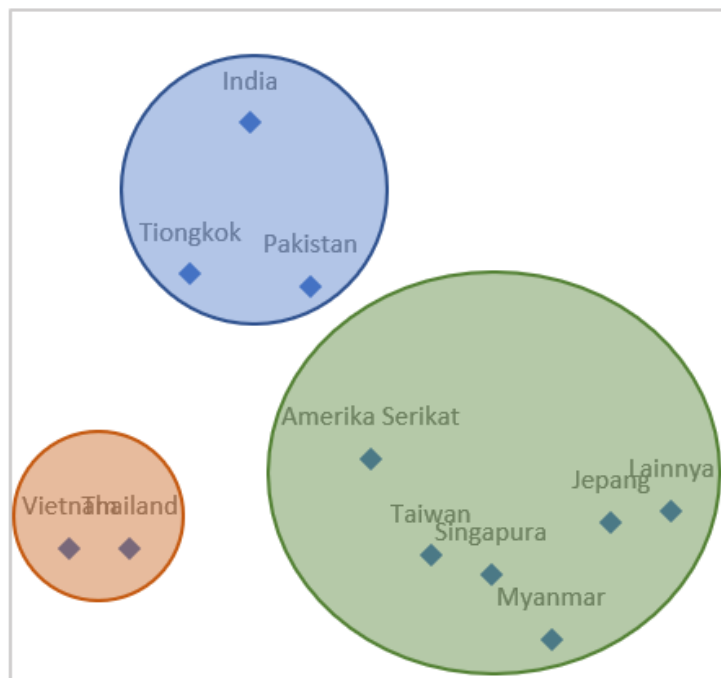 India
Tiongkok
Pakistan
Amerika Serikat
Lainnya
Jepang
Vietnam
Thailand
Taiwan
Singapura
Myanmar